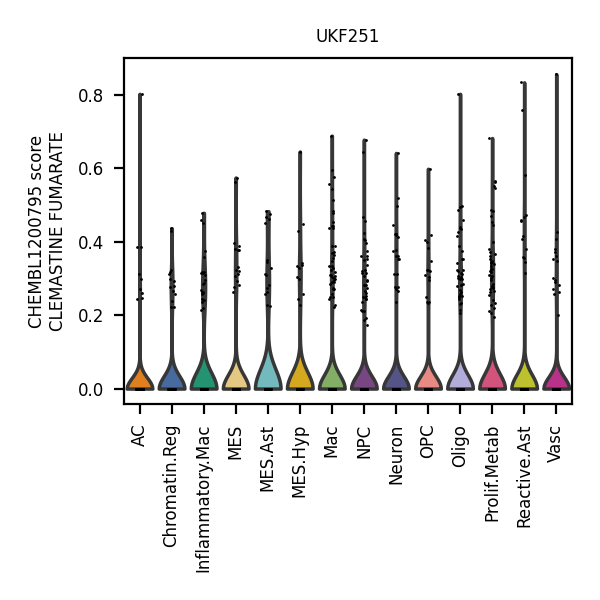 UKF251
CHEMBL1200795 score
CLEMASTINE FUMARATE
0.8
0.6
0.4
0.2
0.0
AC
Chromatin.Reg
Inflammatory.Mac
MES
MES.Ast
MES.Hyp
Mac
NPC
Neuron
OPC
Oligo
Prolif.Metab
Reactive.Ast
Vasc